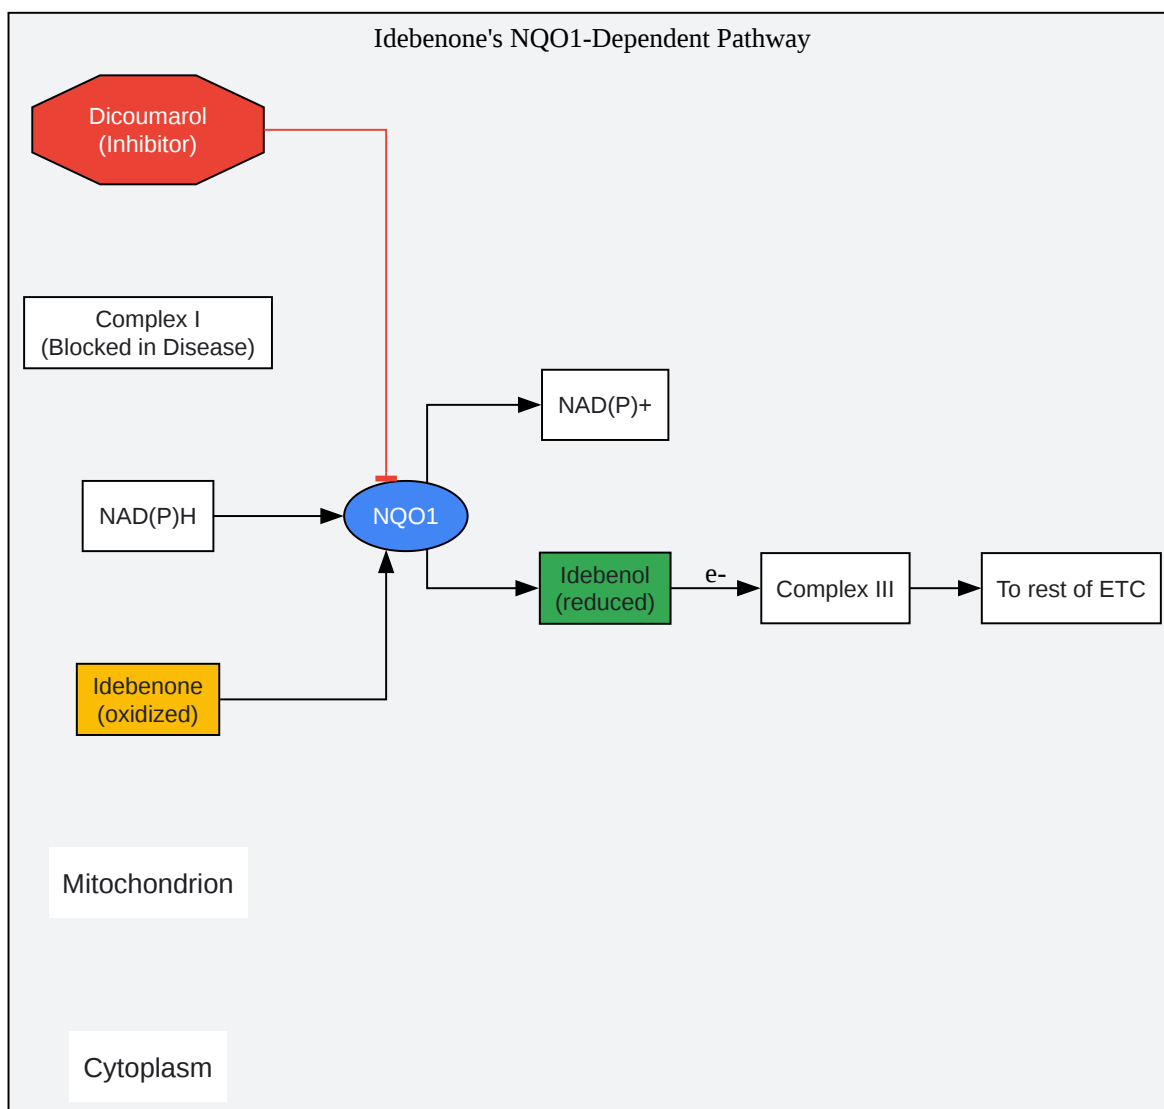 Idebenone's NQO1-Dependent Pathway
Dicoumarol
(Inhibitor)
Complex I
(Blocked in Disease)
NAD(P)+
NAD(P)H
NQO1
Idebenol
(reduced)
e-
Complex III
To rest of ETC
Idebenone
(oxidized)
Mitochondrion
Cytoplasm